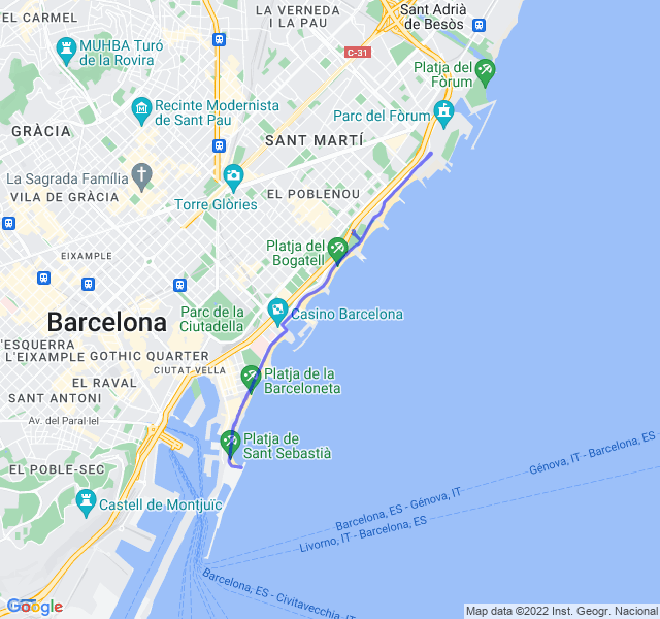 EL CARMEL
LA VERNEDA
I LA PAU
Sant Adrià
de Besòs
MUHBA Turó
de la Rovira
C-31
Platja del
Fòrum
Recinte Modernista
de Sant Pau
Parc del Fòrum
GRÀCIA
SANT MARTÍ
La Sagrada Família
VILA DE GRÀCIA
Torre Glòries
EL POBLENOU
Platja del
Bogatell
EIXAMPLE
Parc de la
Ciutadella
Casino Barcelona
Barcelona
'ESQUERRA
L'EIXAMPLE
GOTHIC QUARTER
CIUTAT VELLA
EL RAVAL
SANT ANTONI
Platja de la
Barceloneta
Av. del Paral·lel
Platja de
Sant Sebastià
EL POBLE-SEC
Castell de Montjuïc
Gènova, IT - Barcelona, ES
Barcelona, ES - Gènova, IT
Livorno, IT - Barcelona, ES
Barcelona, ES - Civitavecchia, IT
Google
Map data ©2022 Inst. Geogr. Nacional